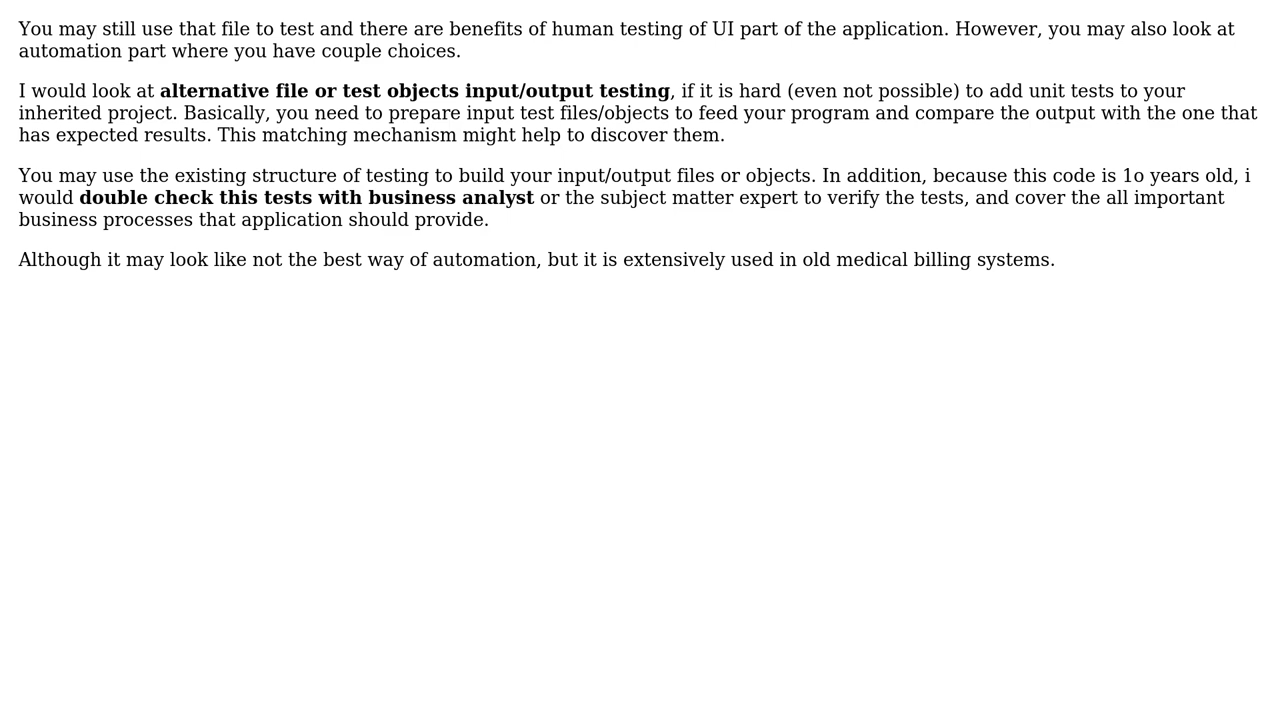 You may still use that file to test and there are benefits of human testing of UI part of the application. However, you may also look at
automation part where you have couple choices.
I would look at alternative file or test objects input/output testing, if it is hard (even not possible) to add unit tests to your
inherited project. Basically, you need to prepare input test files/objects to feed your program and compare the output with the one that
has expected results. This matching mechanism might help to discover them.
You may use the existing structure of testing to build your input/output files or objects. In addition, because this code is 1o years old, i
would double check this tests with business analyst or the subject matter expert to verify the tests, and cover the all important
business processes that application should provide.
Although it may look like not the best way of automation, but it is extensively used in old medical billing systems.